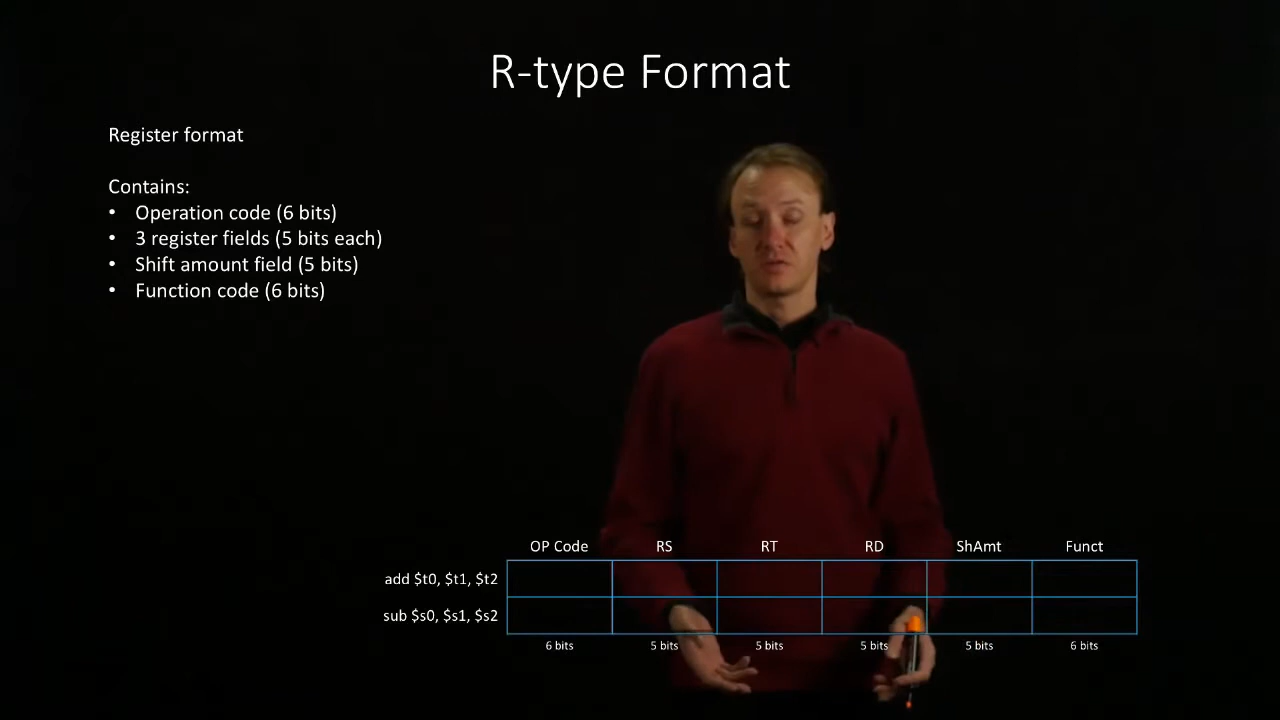 R-type Format
Register format
Contains:
• Operation code (6 bits)
• 3 register fields (5 bits each)
• Shift amount field (5 bits)
• Function code (6 bits)
OP Code RS RT RD ShAmt Funct
add $t0, $t1, $t2
sub $s0, $s1, $s2
6 bits 5 bits 5 bits 5 bits 5 bits 6 bits